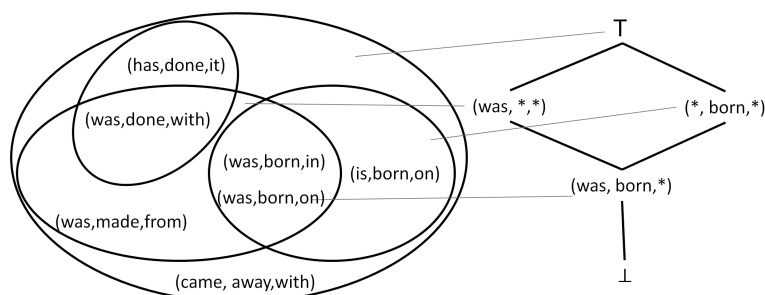 (has,done,it)
(was,done,with)
(was,born,in)
(is,born,on)
(was,born,on)
(was,made,from)
(came, away,with)
⊤
(was, *,*)
(*, born,*)
(was, born,*)
⊥